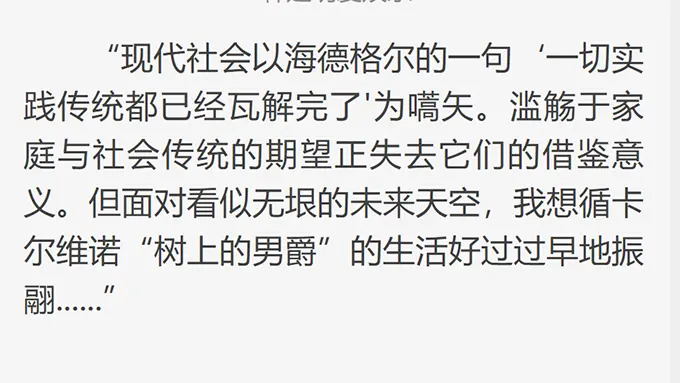 “现代社会以海德格尔的一句‘一切实
践传统都已经瓦解完了'为嚆矢。滥觞于家
庭与社会传统的期望正失去它们的借鉴意
义。但面对看似无垠的未来天空，我想循卡
尔维诺“树上的男爵”的生活好过过早地振
翮......”